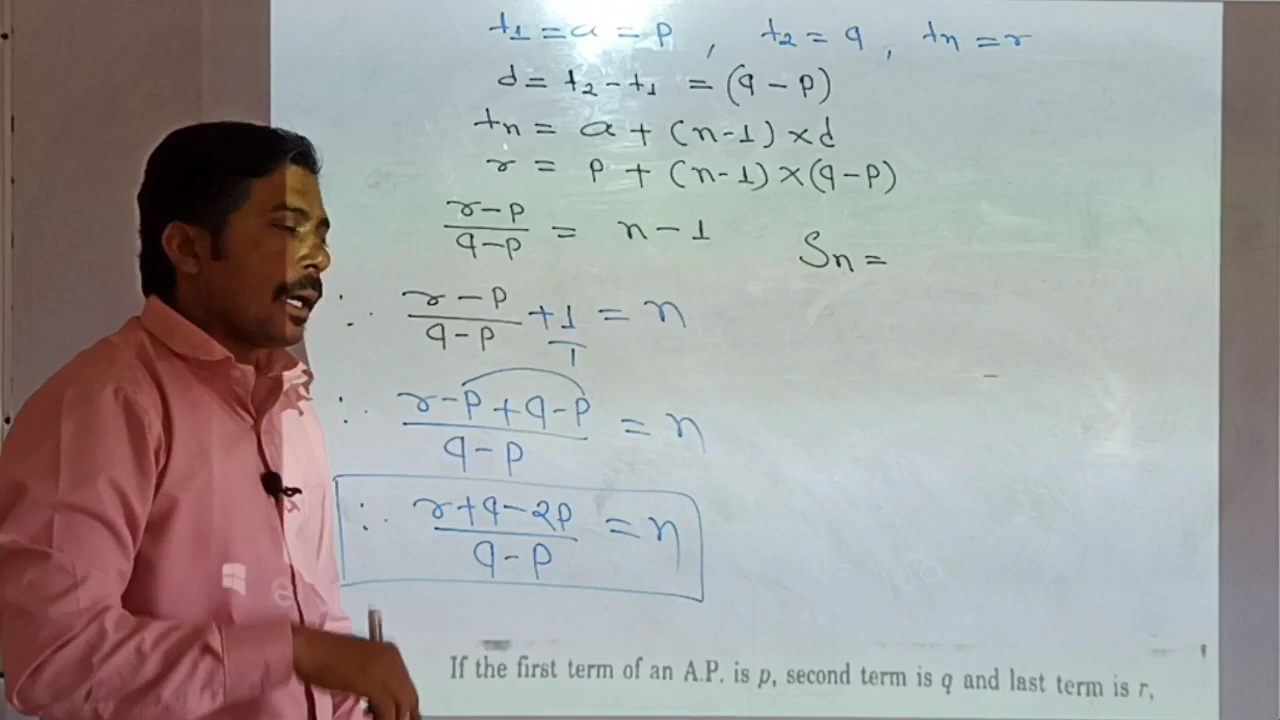 t₁ = a = p , t₂ = q , tn = r
d = t₂ - t₁ = (q - p)
tn = a + (n-1) × d
r = p + (n-1) × (q-p)
r-p/q-p = n - 1
Sn =
∴ r-p/q-p + 1/1 = n
∴ r-p+q-p/q-p = n
∴ r+q-2p/q-p = n
If the first term of an A.P. is p, second term is q and last term is r,